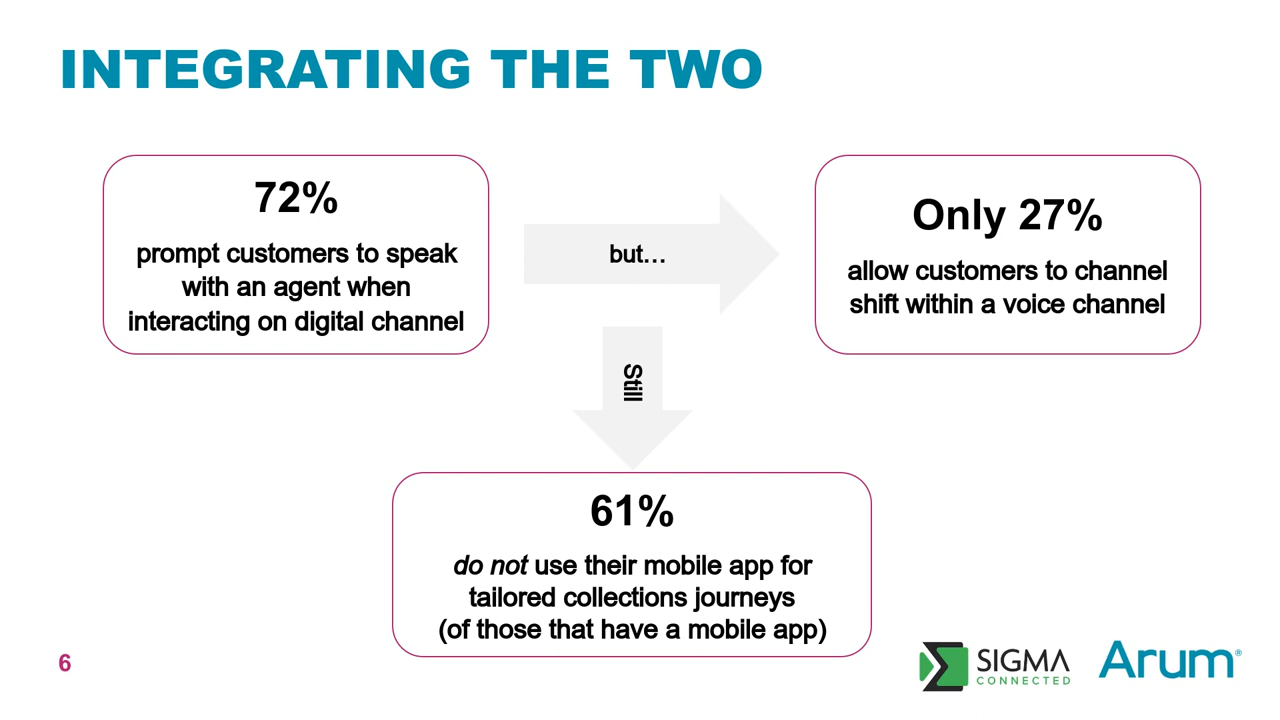 INTEGRATING THE TWO
72%
prompt customers to speak
with an agent when
interacting on digital channel
but...
Only 27%
allow customers to channel
shift within a voice channel
Still
61%
do not use their mobile app for
tailored collections journeys
(of those that have a mobile app)
6
SIGMA
CONNECTED
Arum®